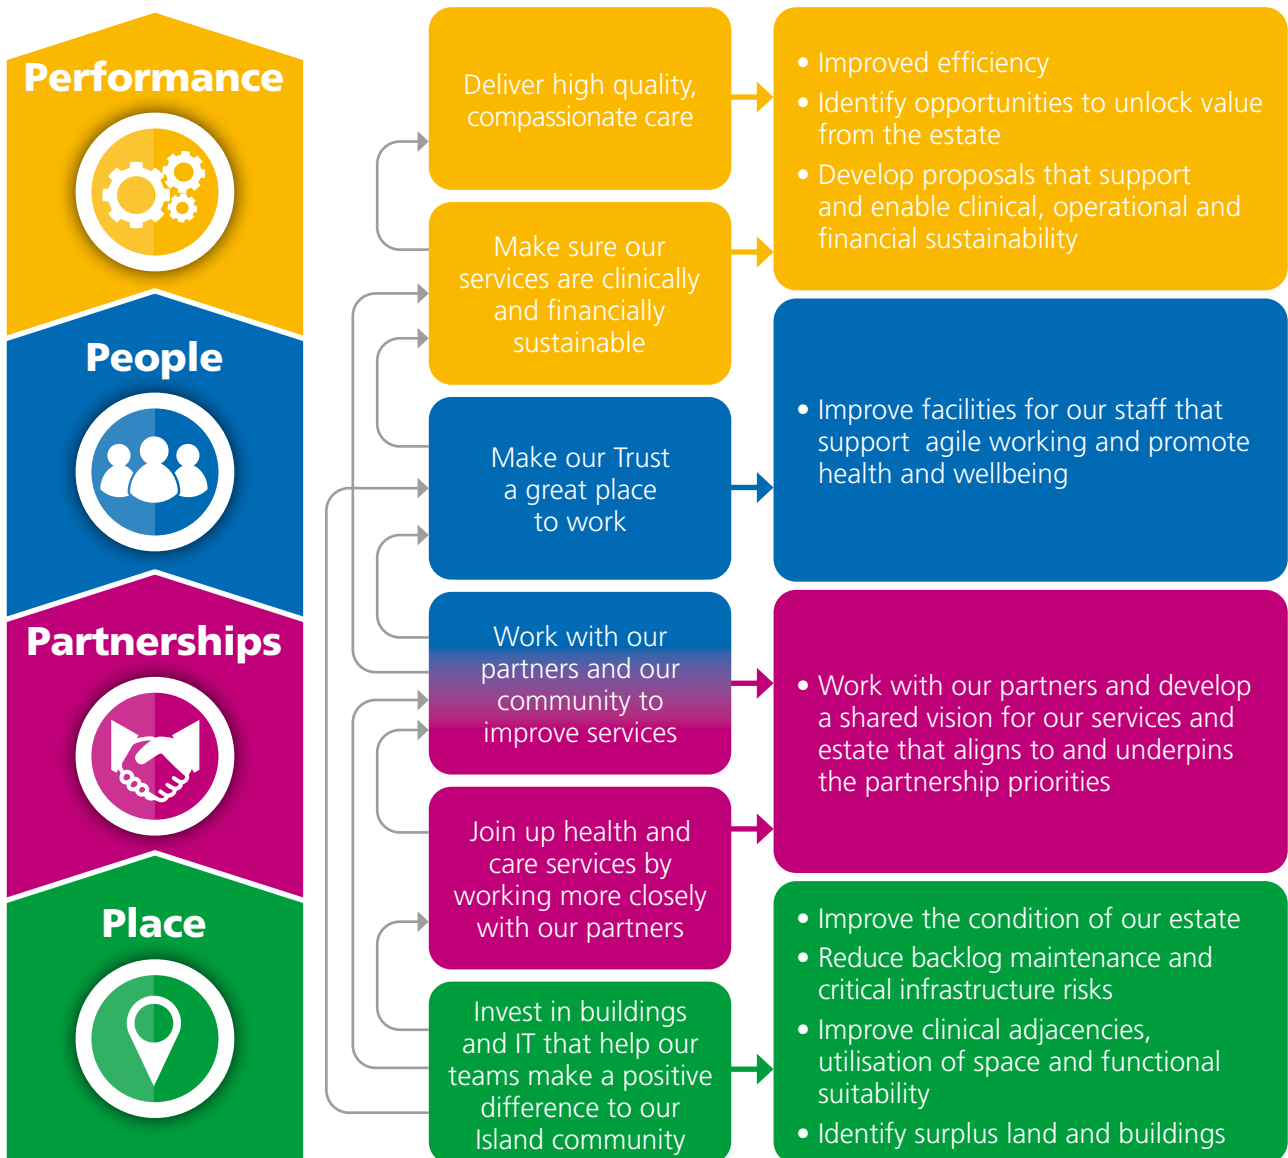 Performance
People
Partnerships
Place
Deliver high quality,
compassionate care
Make sure our
services are clinically
and financially
sustainable
Make our Trust
a great place
to work
Work with our
partners and our
community to
improve services
Join up health and
care services by
working more closely
with our partners
Invest in buildings
and IT that help our
teams make a positive
difference to our
Island community
• Improved efficiency
• Identify opportunities to unlock value
from the estate
• Develop proposals that support
and enable clinical, operational and
financial sustainability
• Improve facilities for our staff that
support agile working and promote
health and wellbeing
• Work with our partners and develop
a shared vision for our services and
estate that aligns to and underpins
the partnership priorities
• Improve the condition of our estate
• Reduce backlog maintenance and
critical infrastructure risks
• Improve clinical adjacencies,
utilisation of space and functional
suitability
• Identify surplus land and buildings